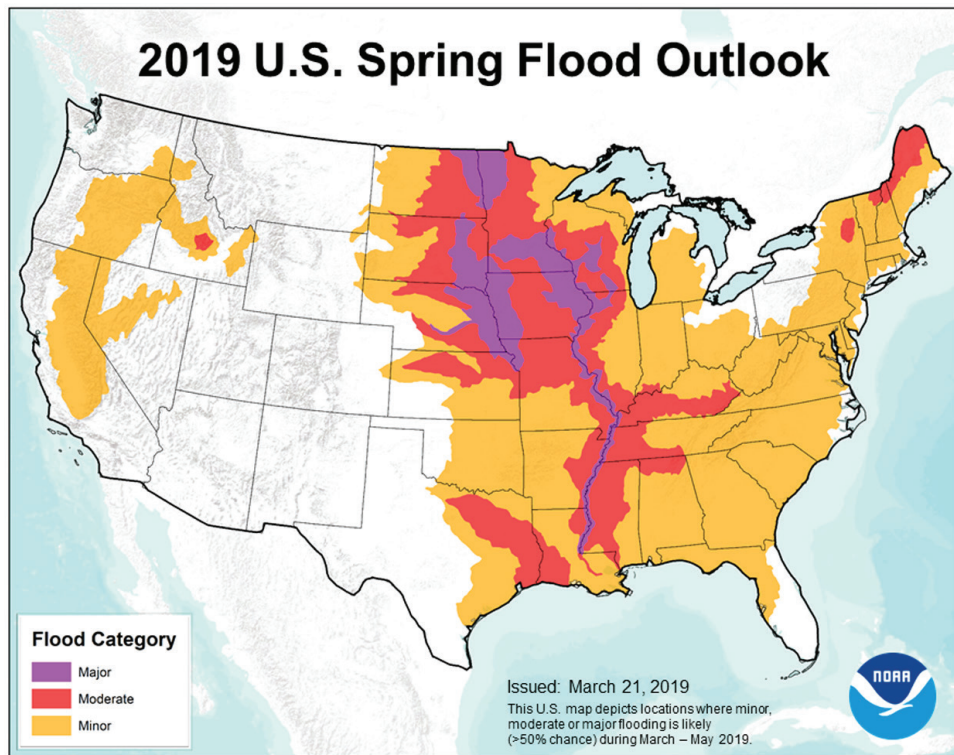 2019 U.S. Spring Flood Outlook
Flood Category
Major
Moderate
Minor
Issued: March 21, 2019
This U.S. map depicts locations where minor,
moderate or major flooding is likely
(>50% chance) during March – May 2019.
NOAA